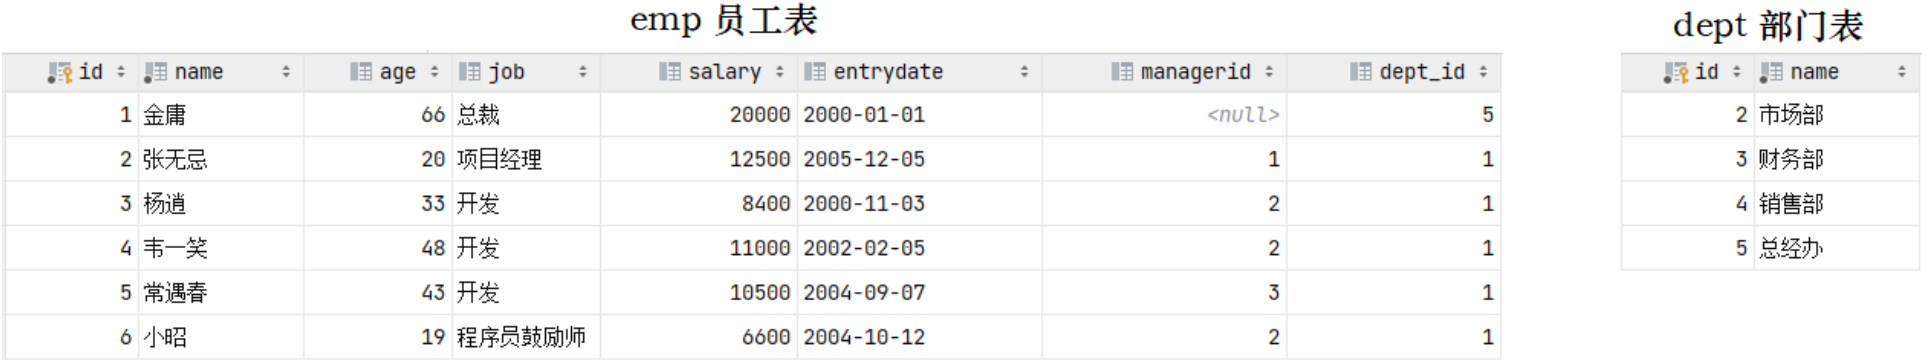 emp 员工表
dept 部门表
id name age job salary entrydate managerid dept_id
id name
1 金庸 66 总裁 20000 2000-01-01 <null> 5
2 市场部
2 张无忌 20 项目经理 12500 2005-12-05 1 1
3 财务部
3 杨逍 33 开发 8400 2000-11-03 2 1
4 销售部
4 韦一笑 48 开发 11000 2002-02-05 2 1
5 总经办
5 常遇春 43 开发 10500 2004-09-07 3 1
6 小昭 19 程序员鼓励师 6600 2004-10-12 2 1